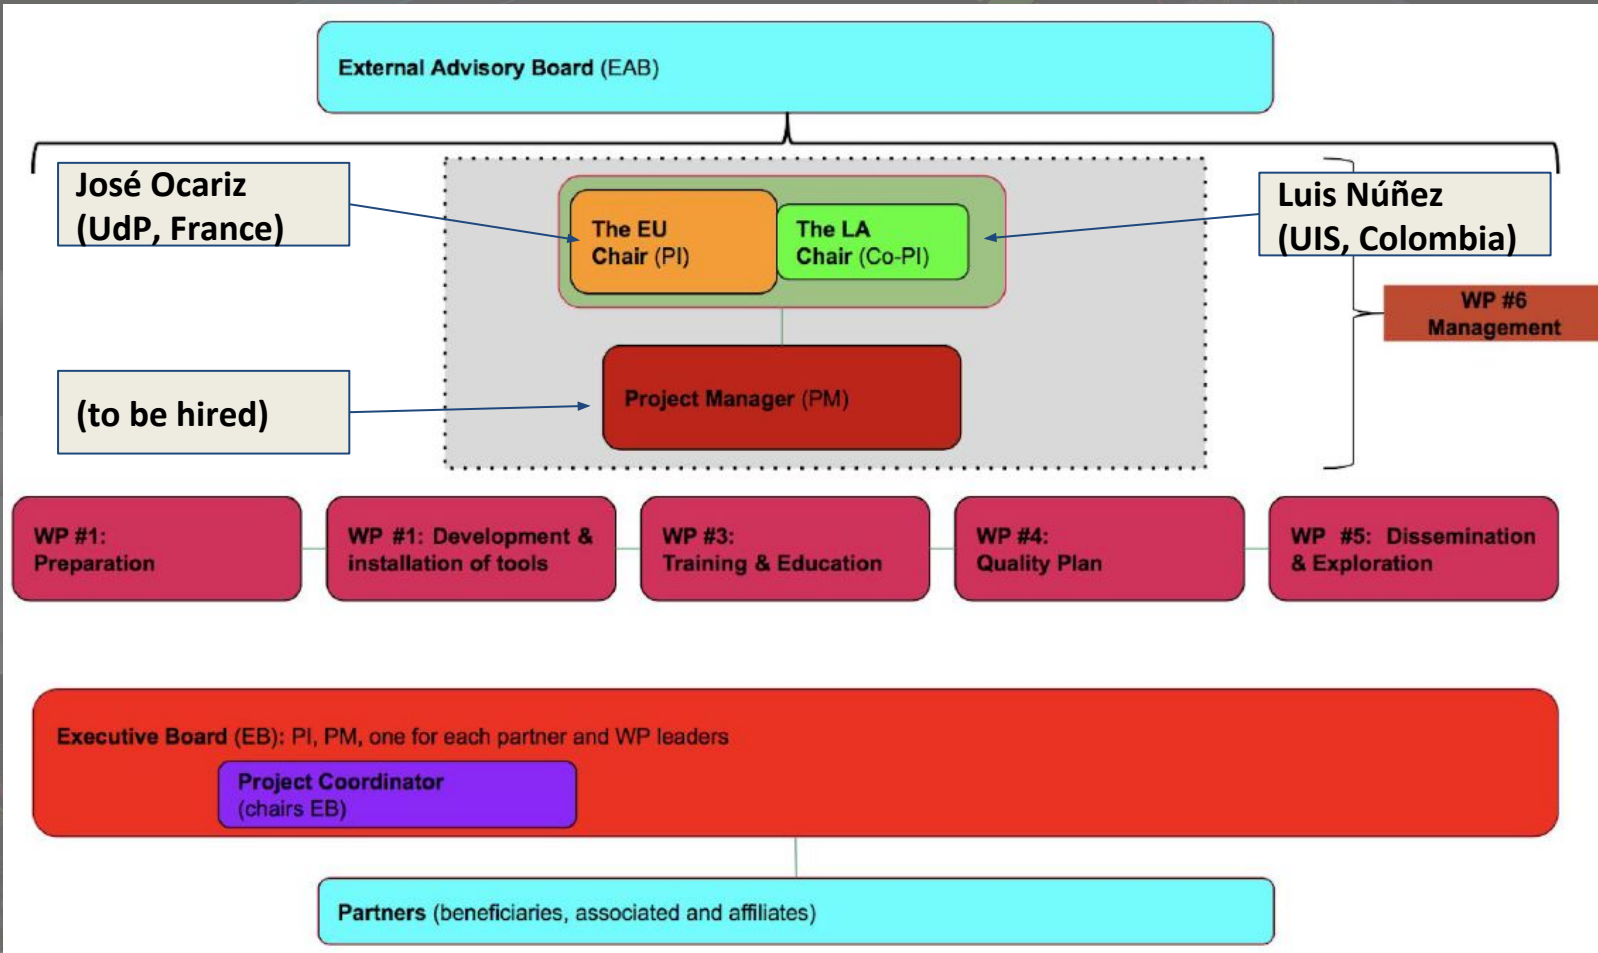 External Advisory Board (EAB)
José Ocariz
(UdP, France)
The EU
Chair (PI)
The LA
Chair (Co-PI)
Luis Núñez
(UIS, Colombia)
WP #6
Management
(to be hired)
Project Manager (PM)
WP #1:
Preparation
WP #1: Development &
installation of tools
WP #3:
Training & Education
WP #4:
Quality Plan
WP #5: Dissemination
& Exploration
Executive Board (EB): PI, PM, one for each partner and WP leaders
Project Coordinator
(chairs EB)
Partners (beneficiaries, associated and affiliates)